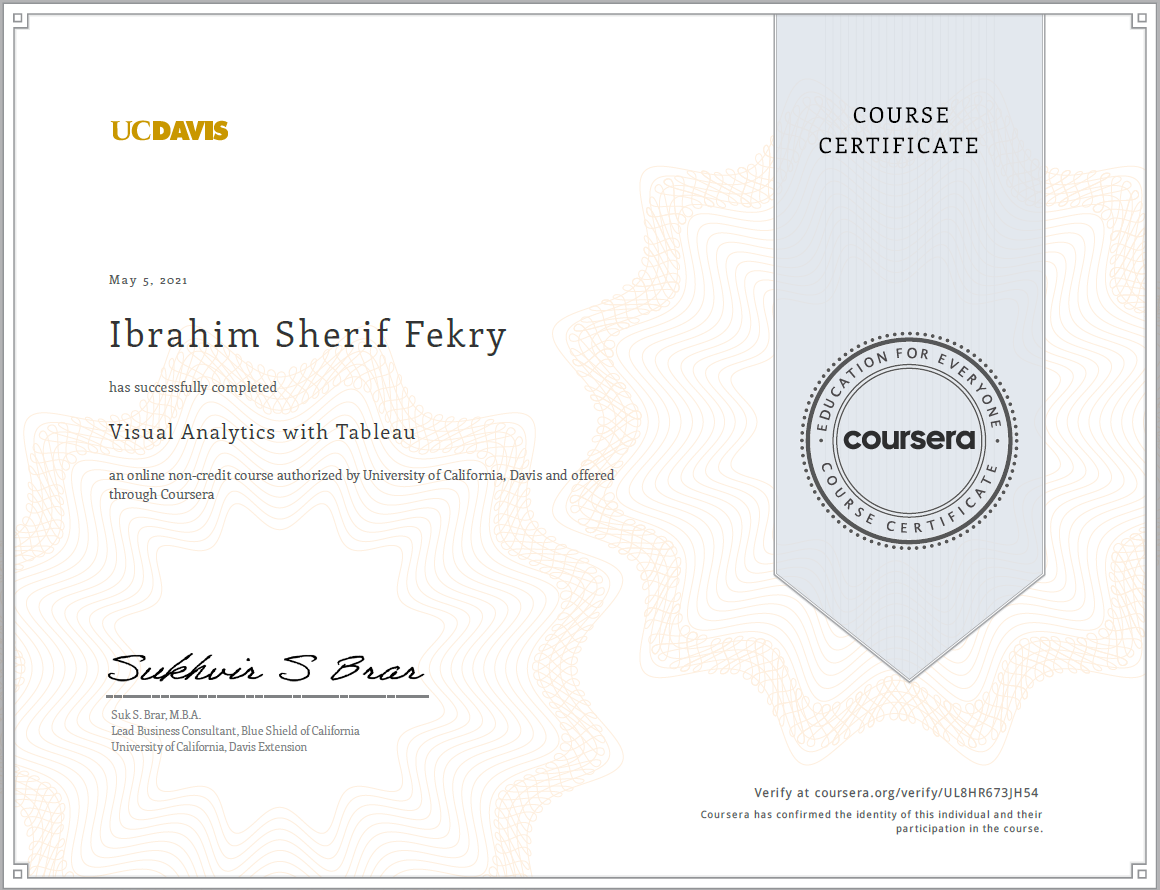 UCDAVIS
COURSE
CERTIFICATE
May 5, 2021
Ibrahim Sherif Fekry
has successfully completed
Visual Analytics with Tableau
an online non-credit course authorized by University of California, Davis and offered
through Coursera
EDUCATION FOR EVERYONE
coursera
COURSE CERTIFICATE
Sukhvir S Brar
Suk S. Brar, M.B.A.
Lead Business Consultant, Blue Shield of California
University of California, Davis Extension
Verify at coursera.org/verify/UL8HR673JH54
Coursera has confirmed the identity of this individual and their
participation in the course.